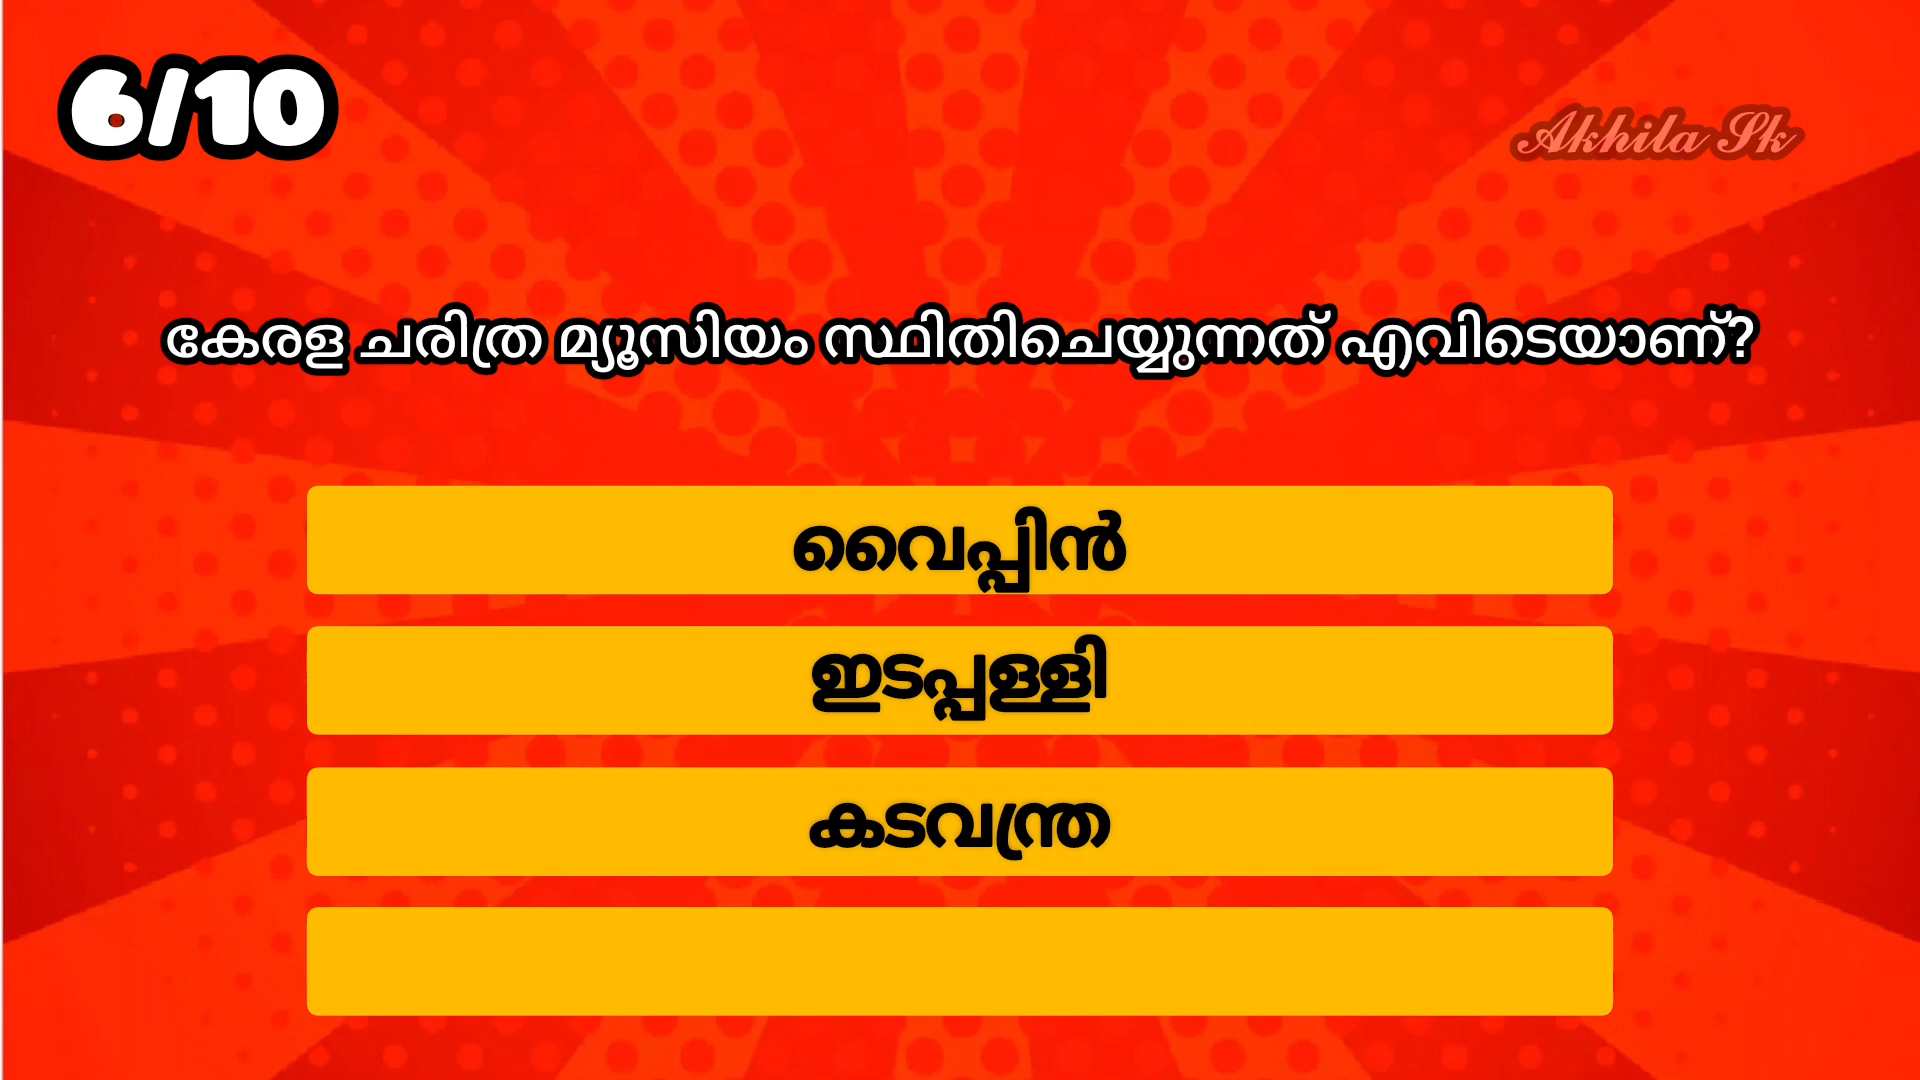 6/10
Akhila Sk
കേരള ചരിത്ര മ്യൂസിയം സ്ഥിതിചെയ്യുന്നത് എവിടെയാണ്?
വൈപ്പിൻ
ഇടപ്പള്ളി
കടവന്ത്ര